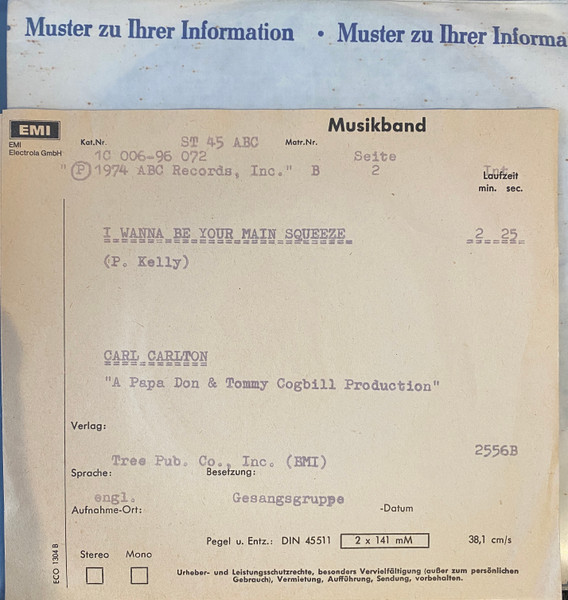 • Muster zu Ihrer Information • Muster zu Ihrer Informa
EMI
EMI
Electrola GmbH
Musikband
Kat.Nr. ST 45 ABC Matr.Nr.
1C 006-96 072 Seite
"Ⓟ1974 ABC Records, Inc." B 2 Int.
Laufzeit
min. sec.
I WANNA BE YOUR MAIN SQUEEZE 2 25
(P. Kelly)
CARL CARLTON
"A Papa Don & Tommy Cogbill Production"
Verlag:
2556B
Tree Pub. Co., Inc. (BMI)
Sprache: Besetzung:
engl. Gesangsgruppe
Aufnahme-Ort: -Datum
Pegel u. Entz.: DIN 45511 2 x 141 mM 38,1 cm/s
Stereo Mono
ECO 1304 B
Urheber- und Leistungsschutzrechte, besonders Vervielfältigung (außer zum persönlichen
Gebrauch), Vermietung, Aufführung, Sendung, vorbehalten.